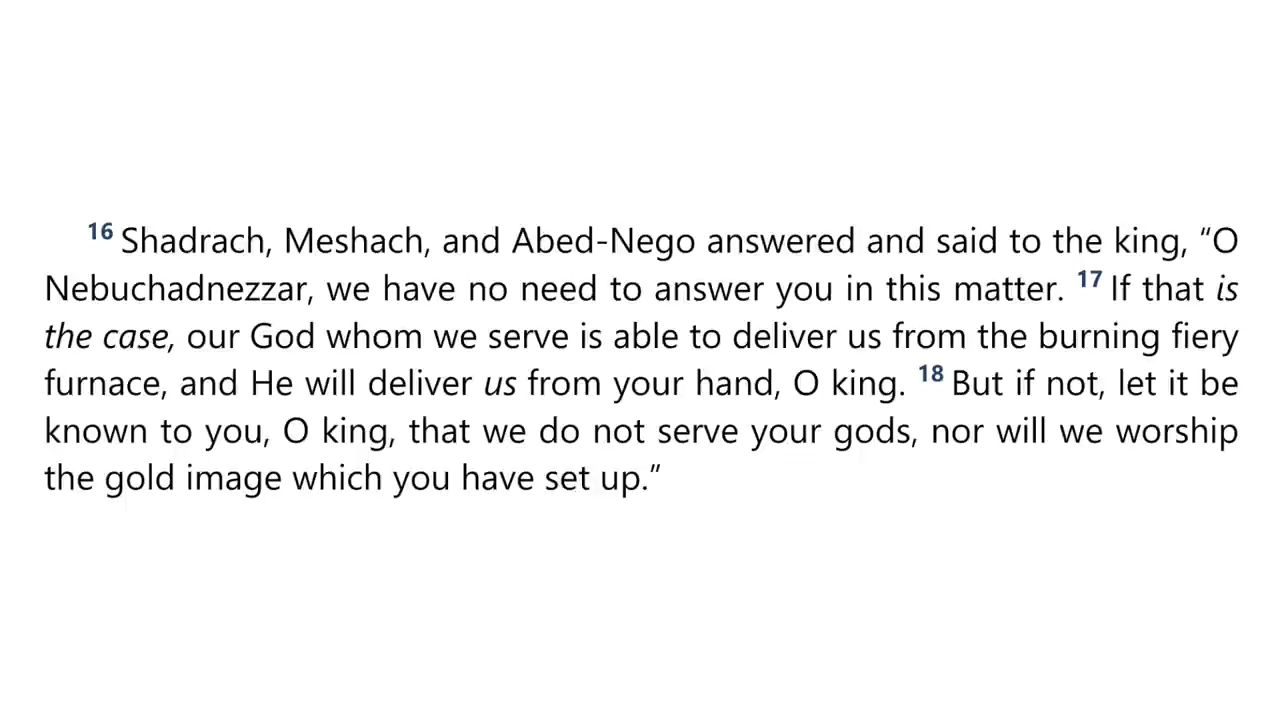 16 Shadrach, Meshach, and Abed-Nego answered and said to the king, “O
Nebuchadnezzar, we have no need to answer you in this matter. 17 If that is
the case, our God whom we serve is able to deliver us from the burning fiery
furnace, and He will deliver us from your hand, O king. 18 But if not, let it be
known to you, O king, that we do not serve your gods, nor will we worship
the gold image which you have set up.”